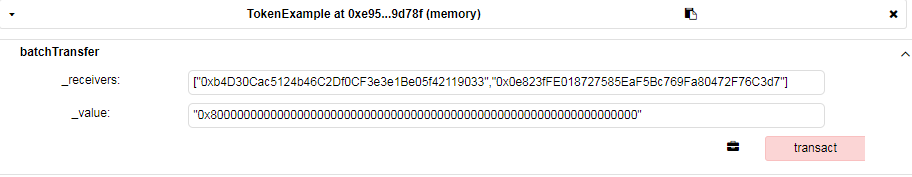 TokenExample at 0xe95...9d78f (memory)
batchTransfer
_receivers: ["0xb4D30Cac5124b46C2Df0CF3e3e1Be05f42119033","0x0e823fFE018727585EaF5Bc769Fa80472F76C3d7"]
_value: "0x8000000000000000000000000000000000000000000000000000000000000000"
transact